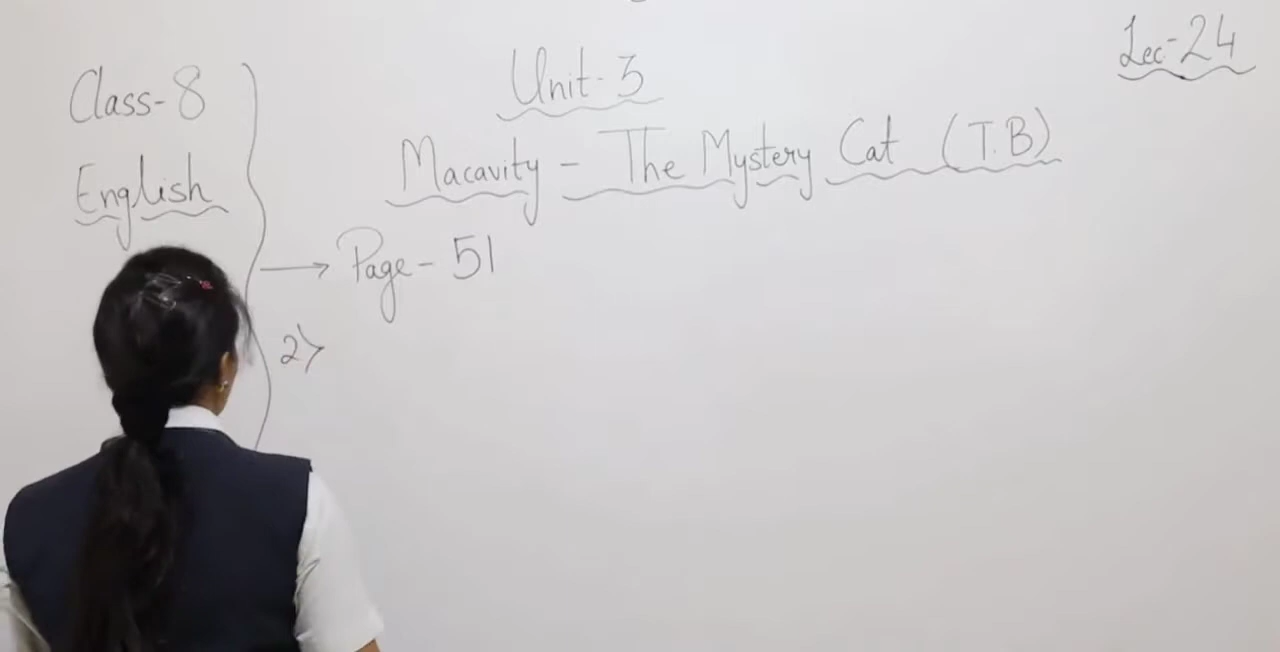 Lec-24
Class-8
English
Unit-3
Macavity - The Mystery Cat (T.B)
→ Page-51
2>